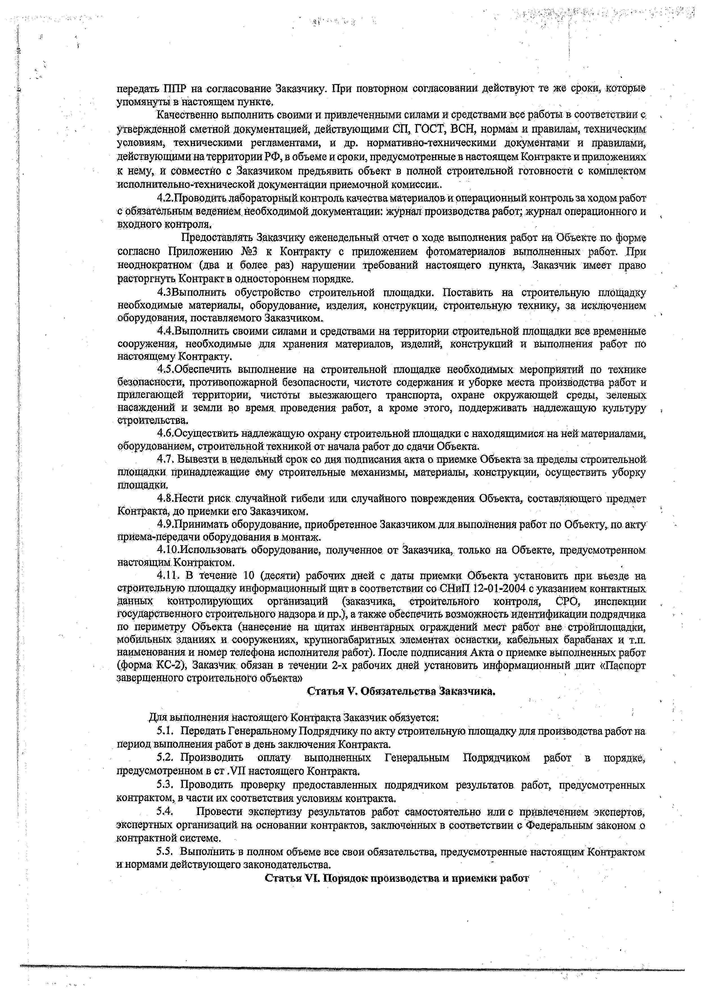 передать ППР на согласование Заказчику. При повторном согласовании действуют те же сроки, которые
упомянуты в настоящем пункте.
Качественно выполнить своими и привлеченными силами и средствами все работы в соответствии с
утвержденной сметной документацией, действующими СП, ГОСТ, ВСН, нормам и правилам, техническим
условиям, техническими регламентами, и др. нормативно-техническими документами и правилами,
действующими на территории РФ, в объеме и сроки, предусмотренные в настоящем Контракте и приложениях
к нему, и совместно с Заказчиком предъявить объект в полной строительной готовности с комплектом
исполнительно-технической документации приемочной комиссии..
4.2.Проводить лабораторный контроль качества материалов и операционный контроль за ходом работ
с обязательным ведением необходимой документации: журнал производства работ; журнал операционного и
входного контроля.
Предоставлять Заказчику еженедельный отчет о ходе выполнения работ на Объекте по форме
согласно Приложению №3 к Контракту с приложением фотоматериалов выполненных работ. При
неоднократном (два и более раз) нарушении требований настоящего пункта, Заказчик имеет право
расторгнуть Контракт в одностороннем порядке.
4.3Выполнить обустройство строительной площадки. Поставить на строительную площадку
необходимые материалы, оборудование, изделия, конструкции, строительную технику, за исключением
оборудования, поставляемого Заказчиком.
4.4.Выполнить своими силами и средствами на территории строительной площадки все временные
сооружения, необходимые для хранения материалов, изделий, конструкций и выполнения работ по
настоящему Контракту.
4.5.Обеспечить выполнение на строительной площадке необходимых мероприятий по технике
безопасности, противопожарной безопасности, чистоте содержания и уборке места производства работ и
прилегающей территории, чистоты выезжающего транспорта, охране окружающей среды, зеленых
насаждений и земли во время проведения работ, а кроме этого, поддерживать надлежащую культуру
строительства.
4.6.Осуществить надлежащую охрану строительной площадки с находящимися на ней материалами,
оборудованием, строительной техникой от начала работ до сдачи Объекта.
4.7. Вывезти в недельный срок со дня подписания акта о приемке Объекта за пределы строительной
площадки принадлежащие ему строительные механизмы, материалы, конструкции, осуществить уборку
площадки.
4.8.Нести риск случайной гибели или случайного повреждения Объекта, составляющего предмет
Контракта, до приемки его Заказчиком.
4.9.Принимать оборудование, приобретенное Заказчиком для выполнения работ по Объекту, по акту
приема-передачи оборудования в монтаж.
4.10.Использовать оборудование, полученное от Заказчика, только на Объекте, предусмотренном
настоящим Контрактом.
4.11. В течение 10 (десяти) рабочих дней с даты приемки Объекта установить при въезде на
строительную площадку информационный щит в соответствии со СНиП 12-01-2004 с указанием контактных
данных контролирующих организаций (заказчика, строительного контроля, СРО, инспекции
государственного строительного надзора и пр.), а также обеспечить возможность идентификации подрядчика
по периметру Объекта (нанесение на щитах инвентарных ограждений мест работ вне стройплощадки,
мобильных зданиях и сооружениях, крупногабаритных элементах оснастки, кабельных барабанах и т.п.
наименования и номер телефона исполнителя работ). После подписания Акта о приемке выполненных работ
(форма КС-2), Заказчик обязан в течении 2-х рабочих дней установить информационный щит «Паспорт
завершенного строительного объекта»
Статья V. Обязательства Заказчика.
Для выполнения настоящего Контракта Заказчик обязуется:
5.1. Передать Генеральному Подрядчику по акту строительную площадку для производства работ на
период выполнения работ в день заключения Контракта.
5.2. Производить оплату выполненных Генеральным Подрядчиком работ в порядке,
предусмотренном в ст .VII настоящего Контракта.
5.3. Проводить проверку предоставленных подрядчиком результатов работ, предусмотренных
контрактом, в части их соответствия условиям контракта.
5.4. Провести экспертизу результатов работ самостоятельно или с привлечением экспертов,
экспертных организаций на основании контрактов, заключенных в соответствии с Федеральным законом о
контрактной системе.
5.5. Выполнить в полном объеме все свои обязательства, предусмотренные настоящим Контрактом
и нормами действующего законодательства.
Статья VI. Порядок производства и приемки работ